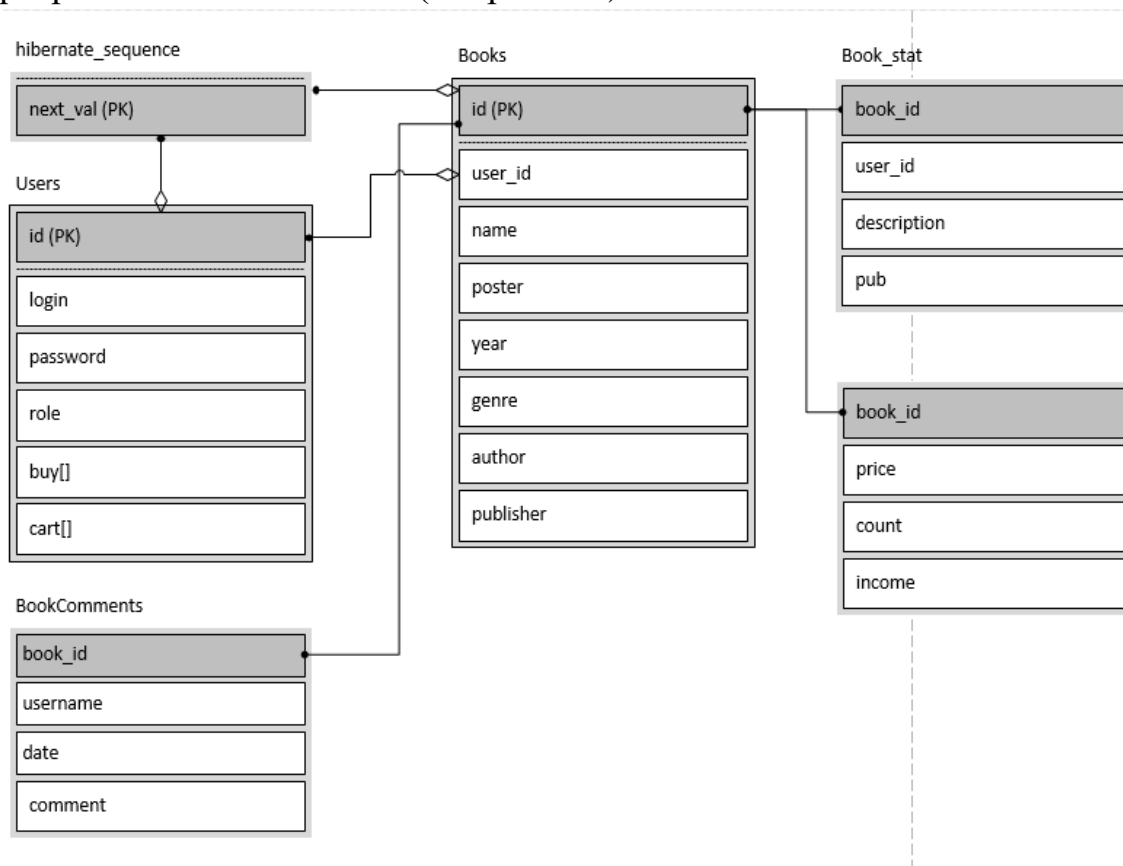 hibernate_sequence
next_val (PK)
Users
id (PK)
login
password
role
buy[]
cart[]
BookComments
book_id
username
date
comment
Books
id (PK)
user_id
name
poster
year
genre
author
publisher
Book_stat
book_id
user_id
description
pub
book_id
price
count
income